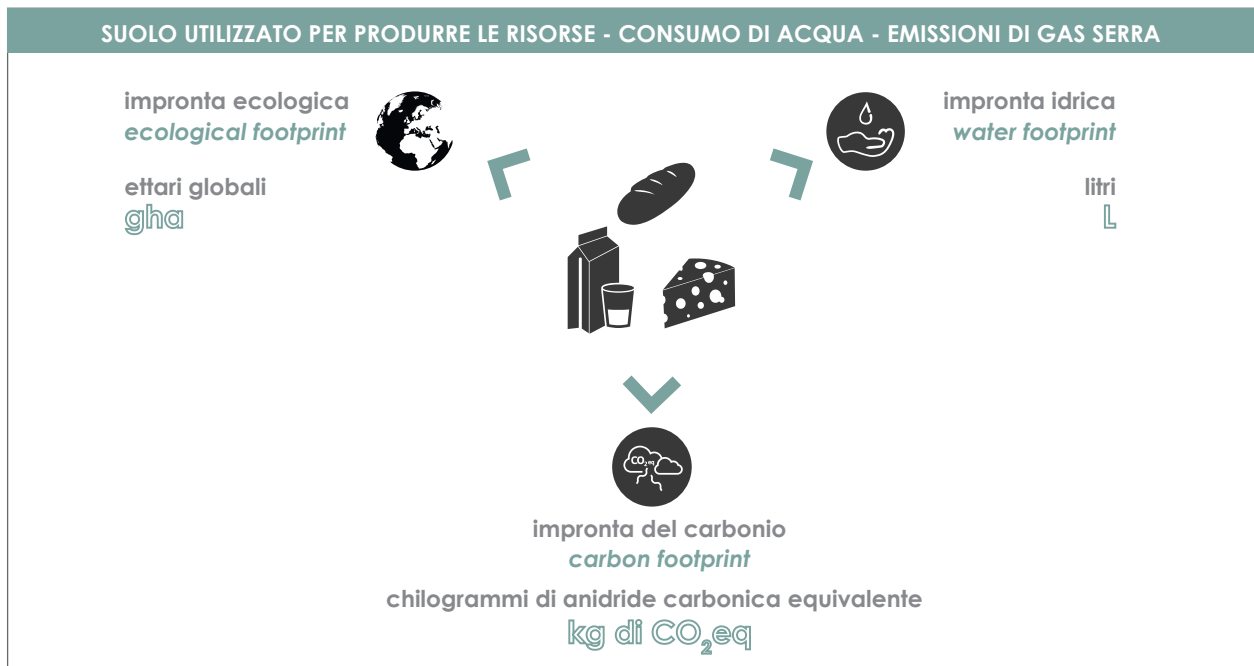 SUOLO UTILIZZATO PER PRODURRE LE RISORSE - CONSUMO DI ACQUA - EMISSIONI DI GAS SERRA
impronta ecologica
ecological footprint
ettari globali
gha
impronta idrica
water footprint
litri
L
CO₂eq
impronta del carbonio
carbon footprint
chilogrammi di anidride carbonica equivalente
kg di CO₂eq